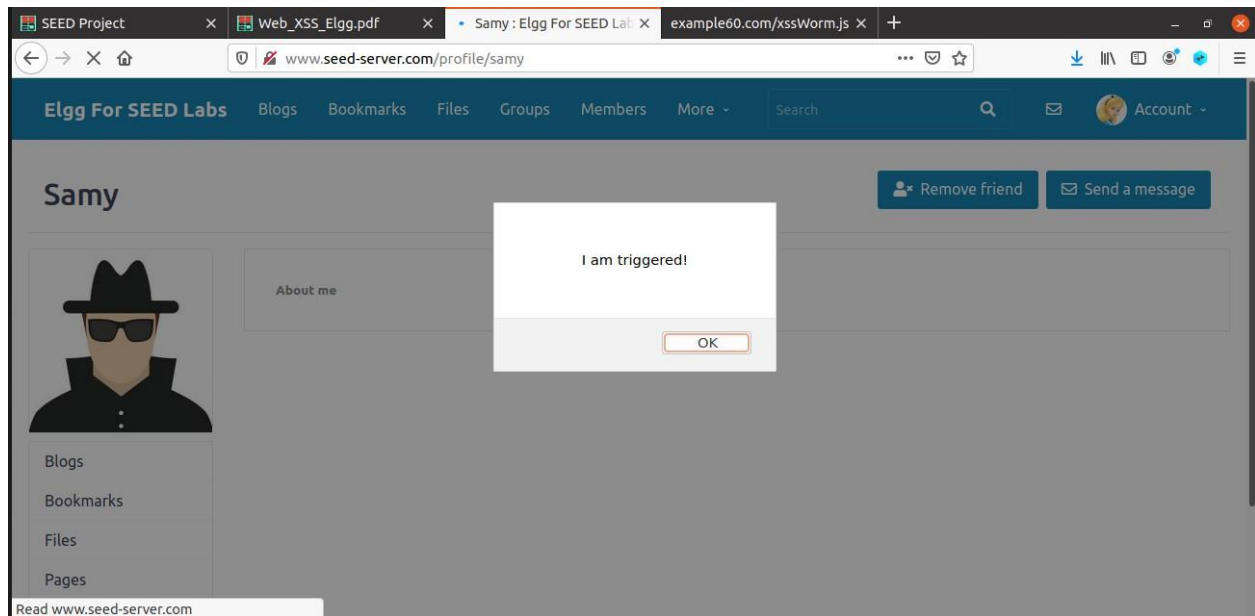 SEED Project
Web_XSS_Elgg.pdf
Samy : Elgg For SEED Lab
example60.com/xssWorm.js
www.seed-server.com/profile/samy
Elgg For SEED Labs Blogs Bookmarks Files Groups Members More Search Account
Samy
Remove friend
Send a message
I am triggered!
About me
OK
Blogs
Bookmarks
Files
Pages
Read www.seed-server.com